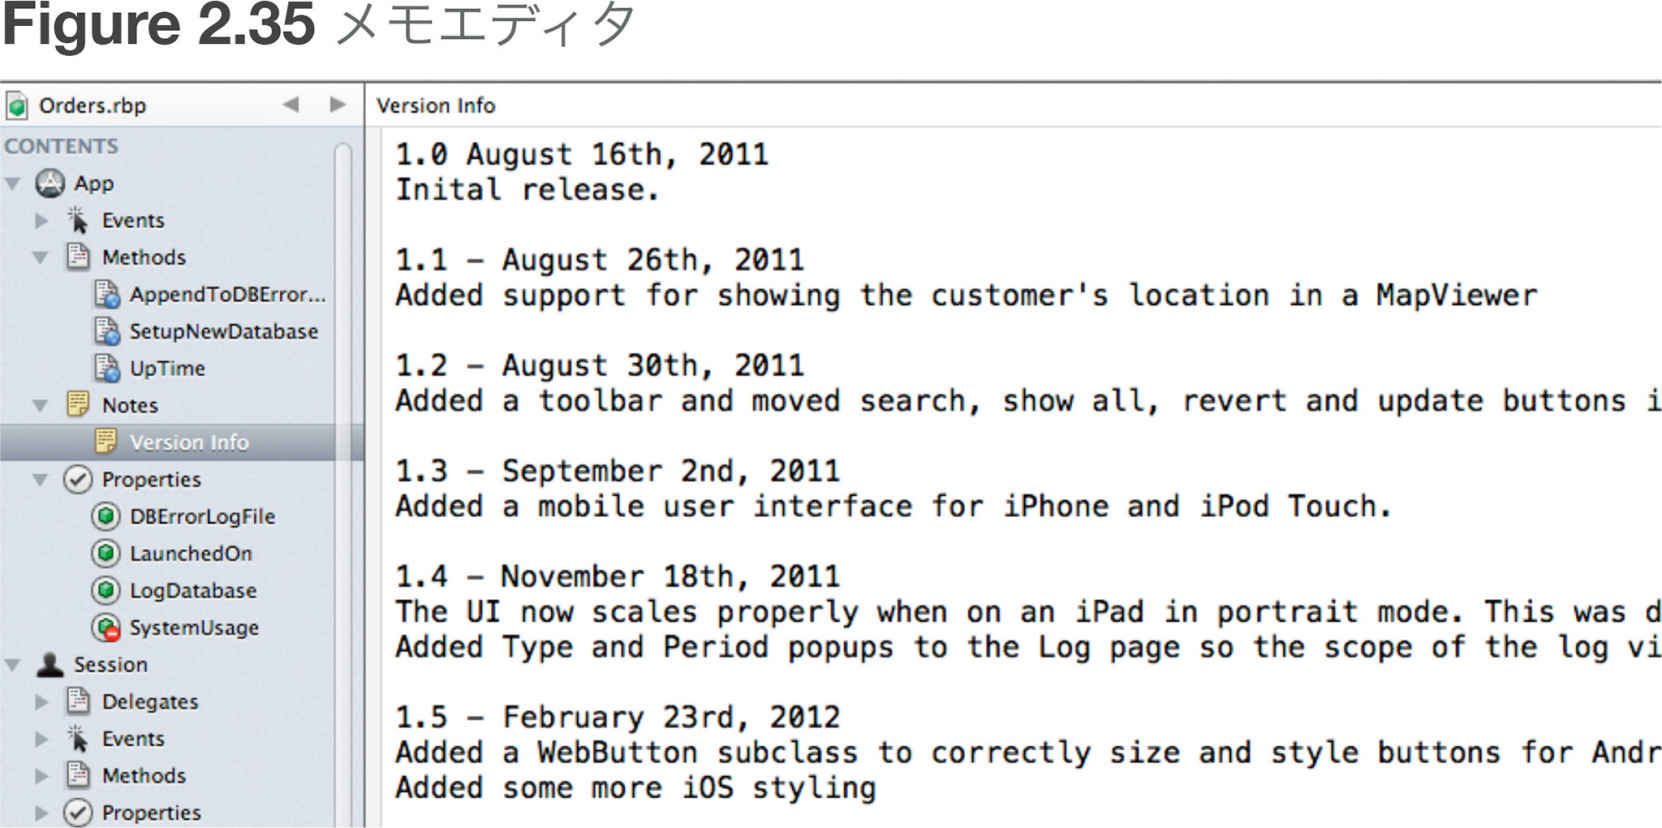 Figure 2.35 メモエディタ
Orders.rbp
CONTENTS
App
Events
Methods
AppendToDBError...
SetupNewDatabase
UpTime
Notes
Version Info
Properties
DBErrorLogFile
LaunchedOn
LogDatabase
SystemUsage
Session
Delegates
Events
Methods
Properties
Version Info
1.0 August 16th, 2011
Inital release.
1.1 – August 26th, 2011
Added support for showing the customer's location in a MapViewer
1.2 – August 30th, 2011
Added a toolbar and moved search, show all, revert and update buttons i
1.3 – September 2nd, 2011
Added a mobile user interface for iPhone and iPod Touch.
1.4 – November 18th, 2011
The UI now scales properly when on an iPad in portrait mode. This was d
Added Type and Period popups to the Log page so the scope of the log vi
1.5 – February 23rd, 2012
Added a WebButton subclass to correctly size and style buttons for Andr
Added some more iOS styling